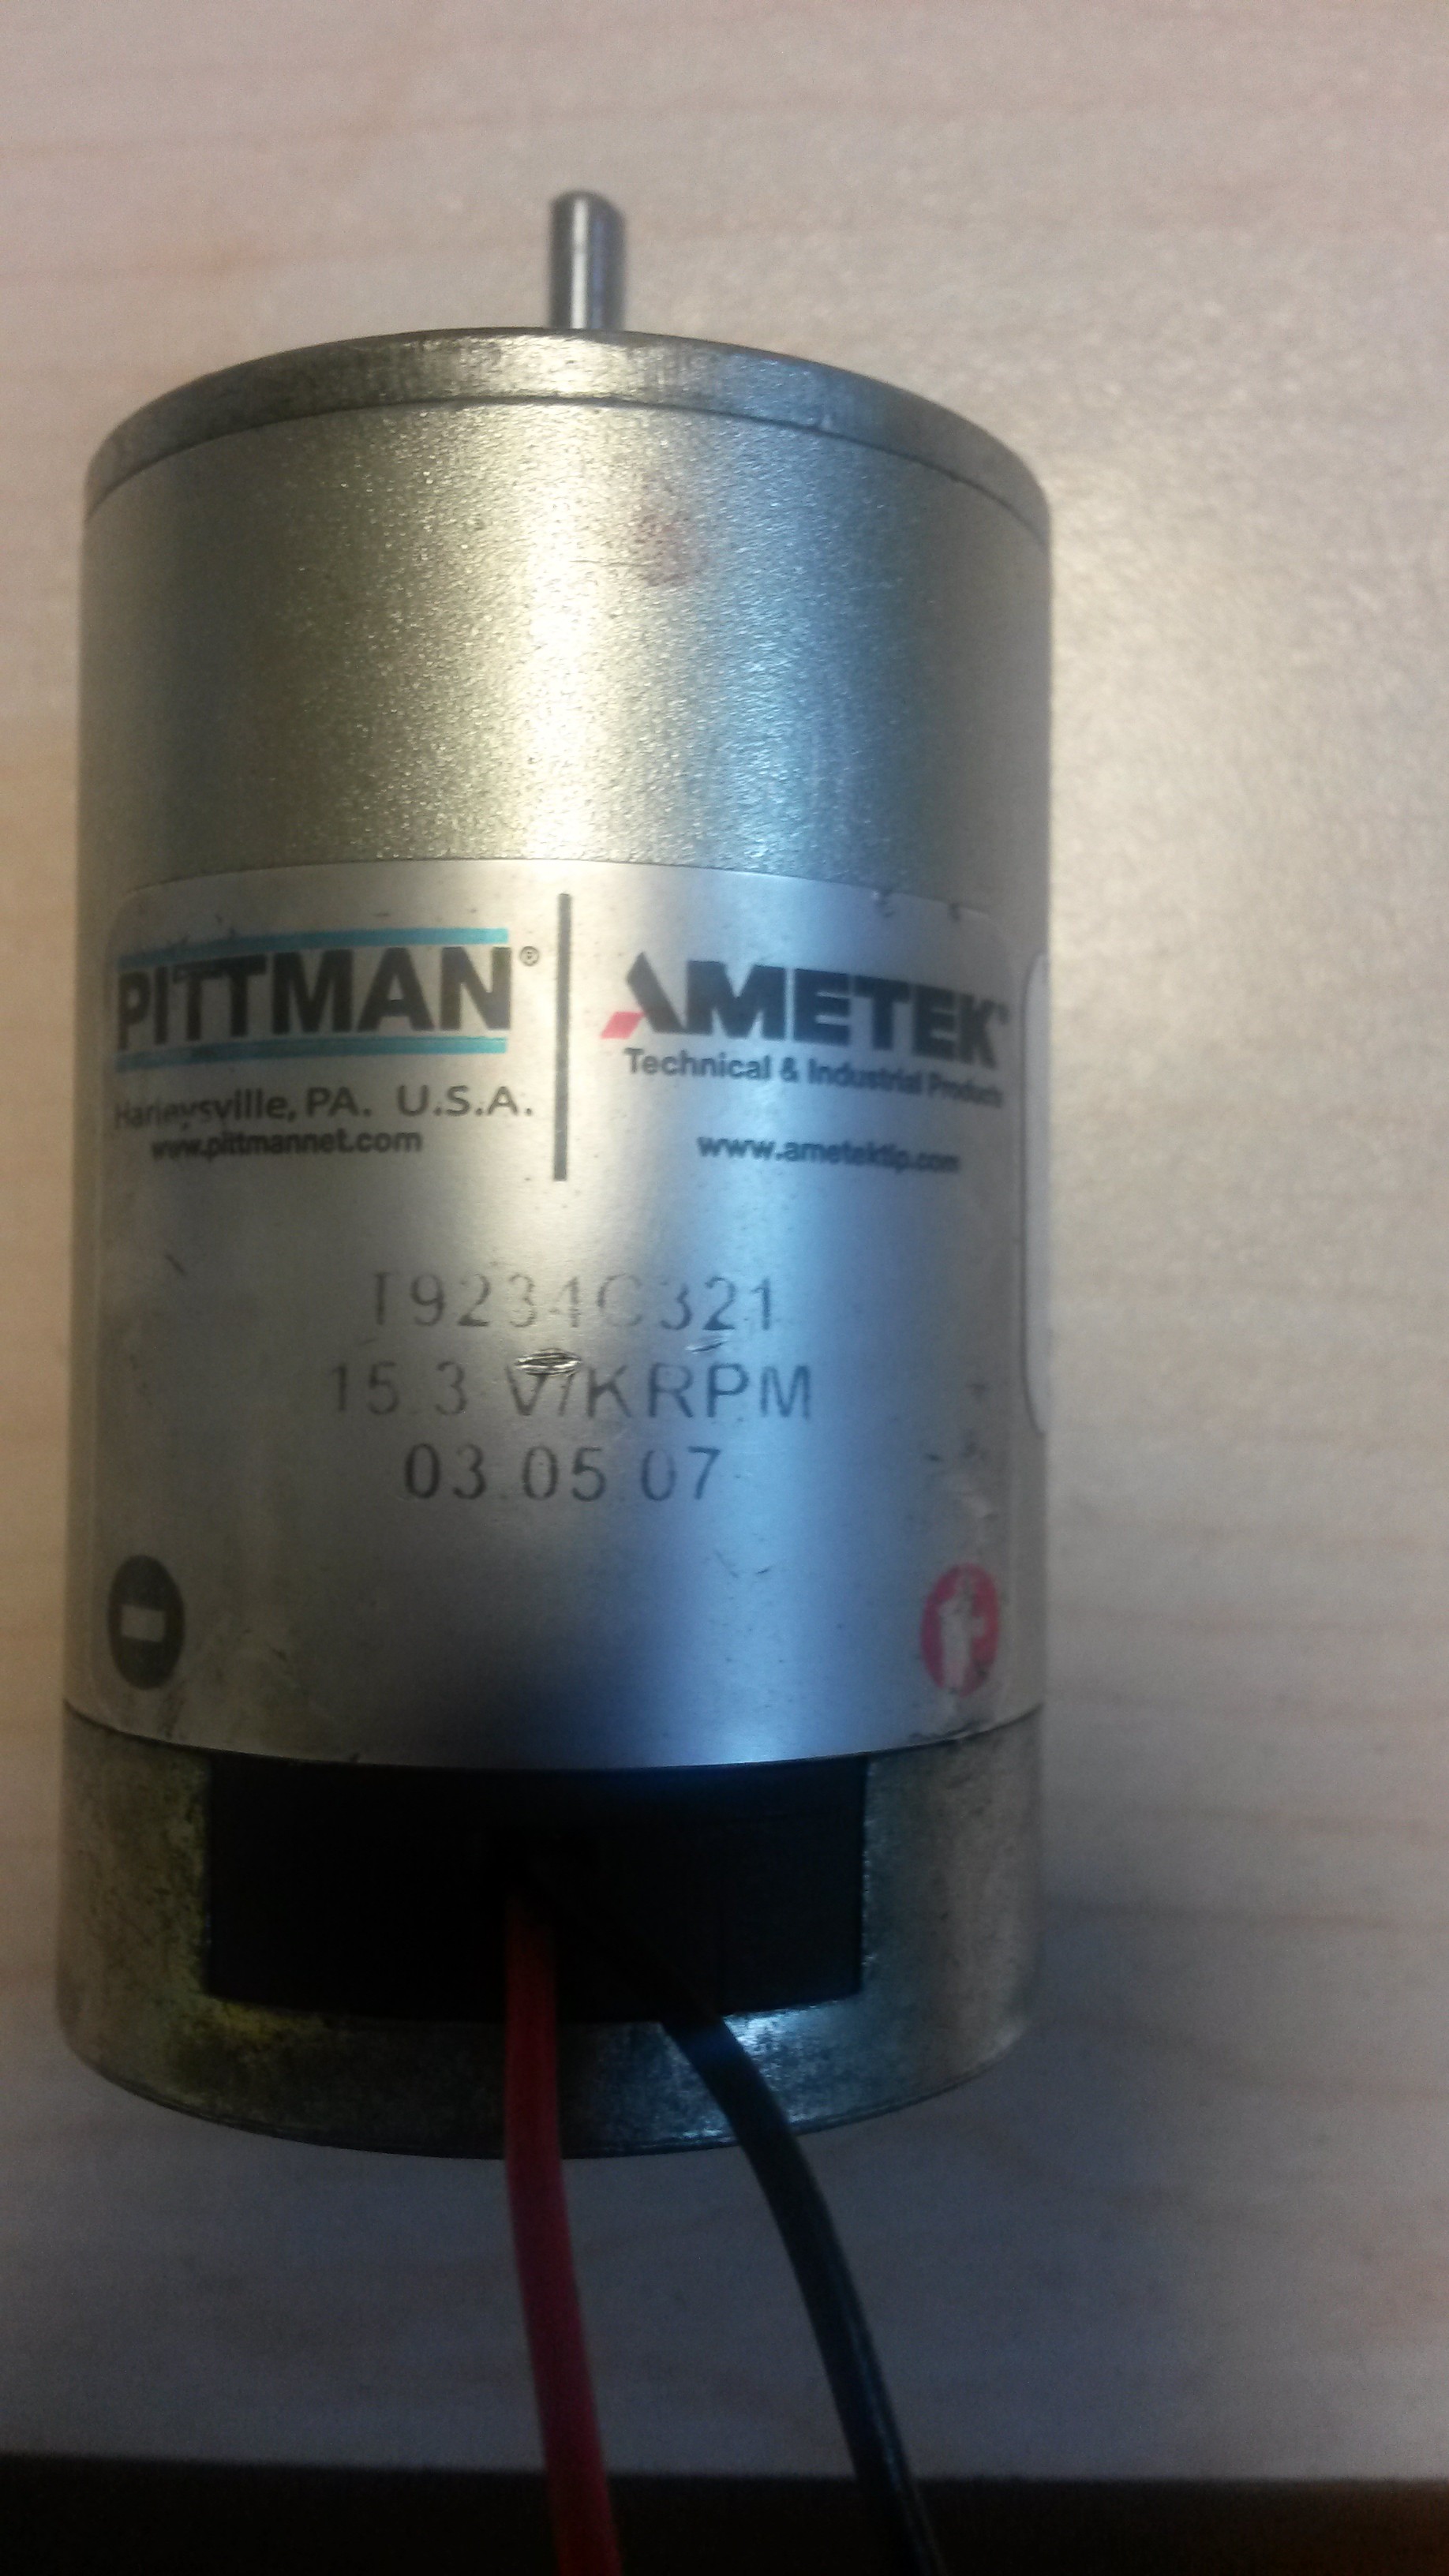 PITTMAN®
Harleysville, PA. U.S.A.
www.pittmannet.com
AMETEK®
Technical & Industrial Products
www.ametektip.com
T9234C321
15.3 V/KRPM
03.05.07